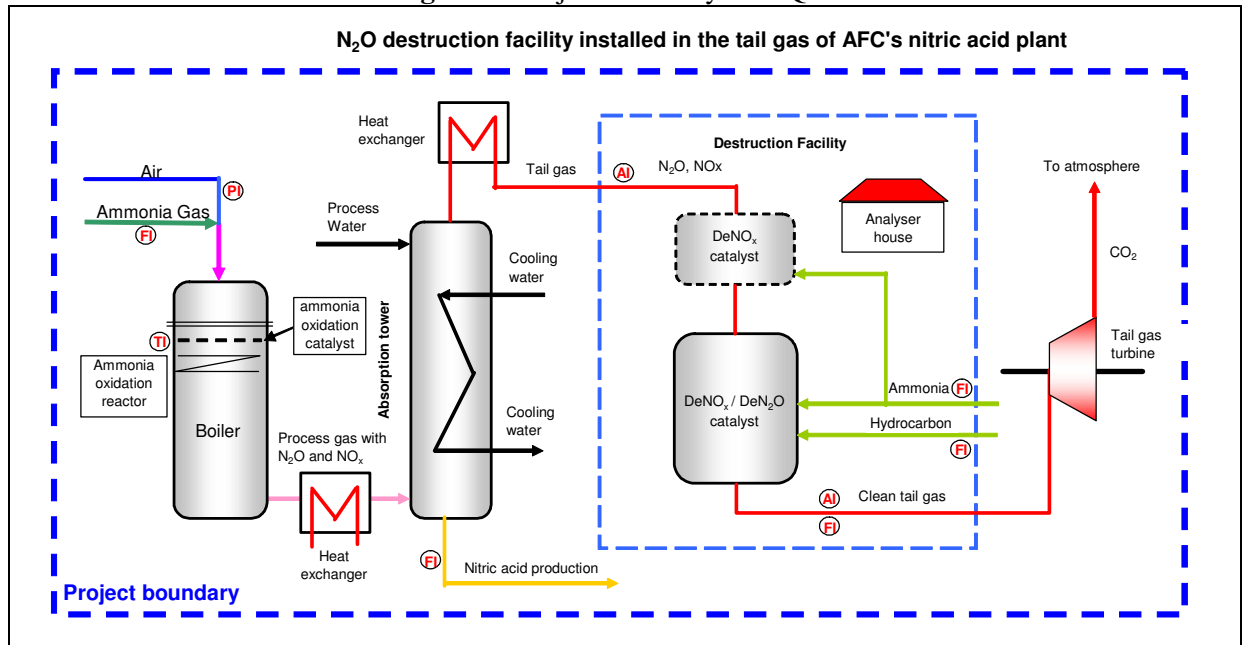 N2O destruction facility installed in the tail gas of AFC's nitric acid plant
Heat
exchanger
Destruction Facility
Air
PI
Ammonia Gas
FI
Tail gas
AI
N2O, NOx
To atmosphere
Process
Water
DeNOx
catalyst
Analyser
house
CO2
Cooling
water
ammonia
oxidation
catalyst
TI
Ammonia
oxidation
reactor
Absorption tower
Tail gas
turbine
Ammonia
FI
DeNOx / DeN2O
catalyst
Hydrocarbon
FI
Boiler
Cooling
water
Process gas with
N2O and NOx
AI
Clean tail gas
FI
Heat
exchanger
FI
Nitric acid production
Project boundary